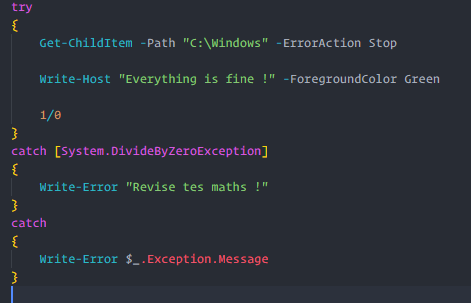 try
{
    Get-ChildItem -Path "C:\Windows" -ErrorAction Stop
    Write-Host "Everything is fine !" -ForegroundColor Green
    1/0
}
catch [System.DivideByZeroException]
{
    Write-Error "Revise tes maths !"
}
catch
{
    Write-Error $_.Exception.Message
}